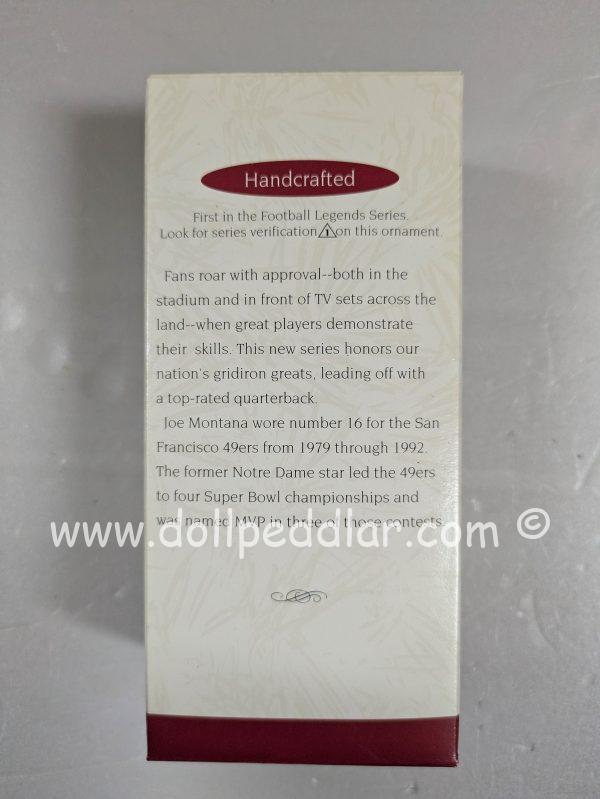 Handcrafted
First in the Football Legends Series.
Look for series verification 1 on this ornament.
Fans roar with approval--both in the
stadium and in front of TV sets across the
land--when great players demonstrate
their skills. This new series honors our
nation's gridiron greats, leading off with
a top-rated quarterback.
Joe Montana wore number 16 for the San
Francisco 49ers from 1979 through 1992.
The former Notre Dame star led the 49ers
to four Super Bowl championships and
was named MVP in three of those contests.
www.dollpeddlar.com ©